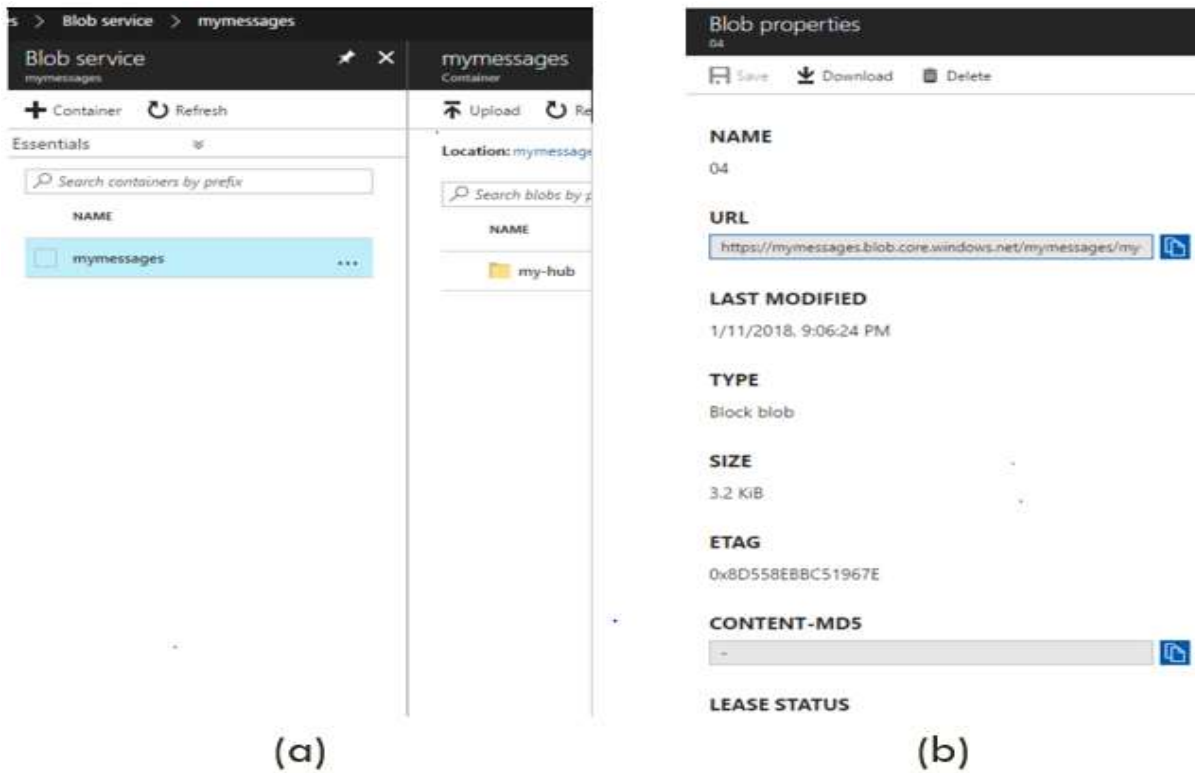 s > Blob service > mymessages
Blob service
mymessages
+ Container Refresh
Essentials
Search containers by prefix
NAME
mymessages ...
mymessages
Container
Upload Re
Location: mymessage
Search blobs by p
NAME
my-hub
(a)
Blob properties
04
Save Download Delete
NAME
04
URL
https://mymessages.blob.core.windows.net/mymessages/my
LAST MODIFIED
1/11/2018, 9:06:24 PM
TYPE
Block blob
SIZE
3.2 KiB
ETAG
0x8D558EBBC51967E
CONTENT-MD5
-
LEASE STATUS
(b)